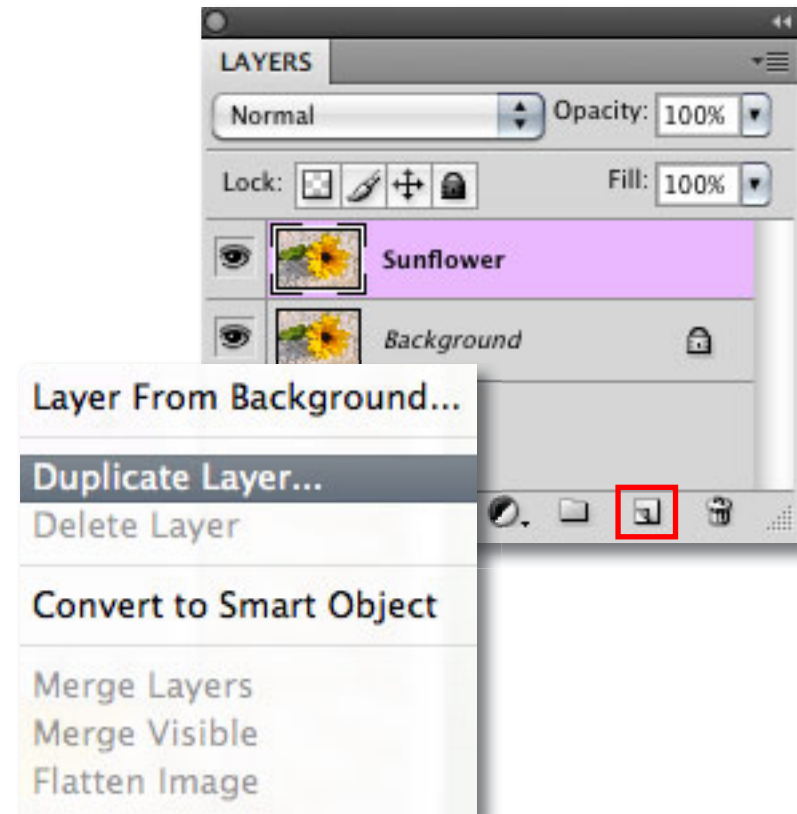 LAYERS
Normal Opacity: 100%
Lock: Fill: 100%
Sunflower
Background
Layer From Background...
Duplicate Layer...
Delete Layer
Convert to Smart Object
Merge Layers
Merge Visible
Flatten Image